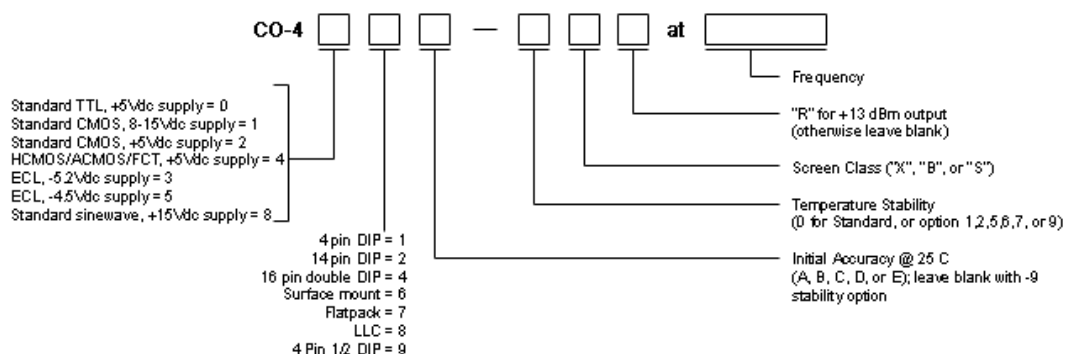 CO-4 — at
Frequency
"R" for +13 dBm output
(otherwise leave blank)
Screen Class ("X", "B", or "S")
Temperature Stability
(0 for Standard, or option 1,2,5,6,7, or 9)
Initial Accuracy @ 25 C
(A, B, C, D, or E); leave blank with -9
stability option
Standard TTL, +5Vdc supply = 0
Standard CMOS, 8-15Vdc supply = 1
Standard CMOS, +5Vdc supply = 2
HCMOS/ACMOS/FCT, +5Vdc supply = 4
ECL, -5.2Vdc supply = 3
ECL, -4.5Vdc supply = 5
Standard sinewave, +15Vdc supply = 8
4 pin DIP = 1
14 pin DIP = 2
16 pin double DIP = 4
Surface mount = 6
Flatpack = 7
LLC = 8
4 Pin 1/2 DIP = 9